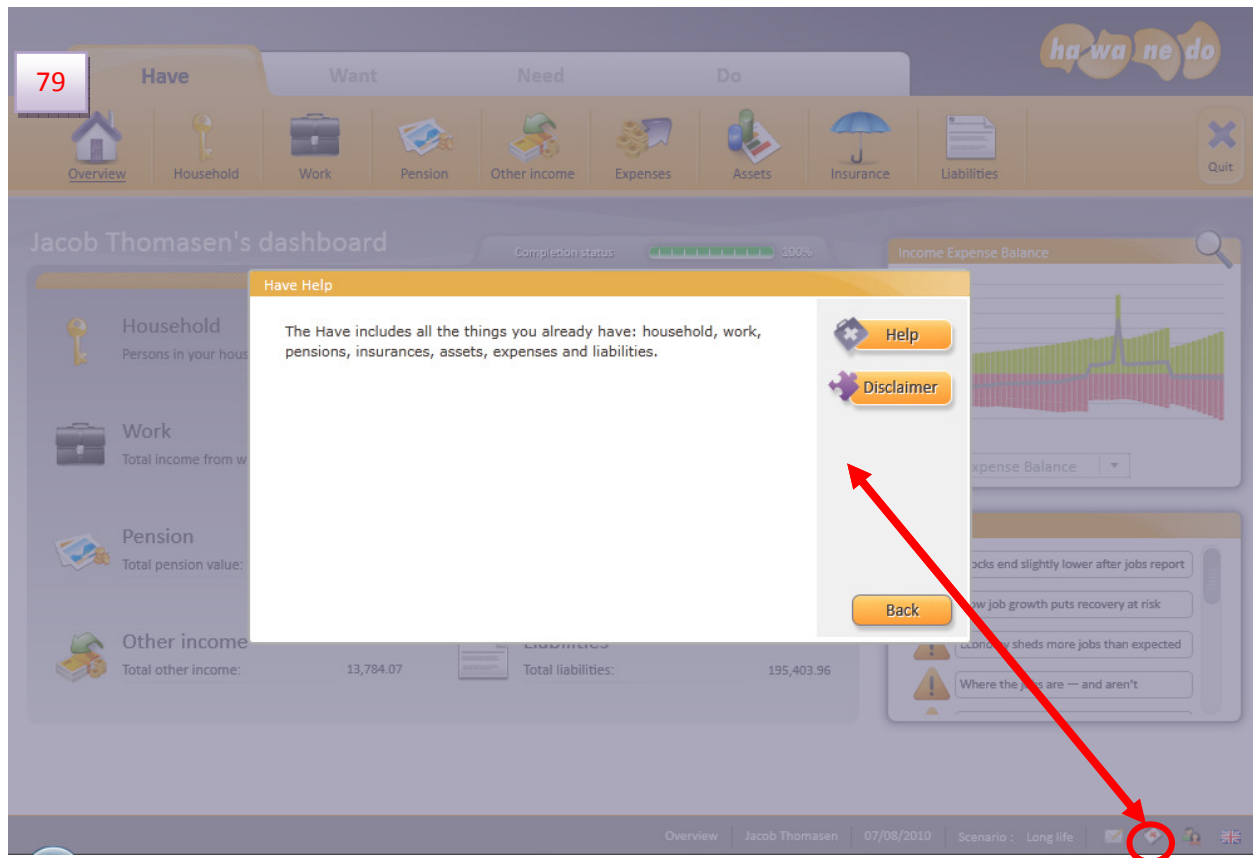 ha wa ne do
79
Have
Want
Need
Do
Overview
Household
Work
Pension
Other income
Expenses
Assets
Insurance
Liabilities
Quit
Jacob Thomasen's dashboard
Completion status
100%
Income Expense Balance
Have Help
The Have includes all the things you already have: household, work,
pensions, insurances, assets, expenses and liabilities.
Help
Disclaimer
Back
Household
Persons in your hous
Work
Total income from w
Pension
Total pension value:
Other income
Total other income:
13,784.07
Liabilities
Total liabilities:
195,403.96
xpense Balance
ocks end slightly lower after jobs report
ow job growth puts recovery at risk
Economy sheds more jobs than expected
Where the jobs are — and aren't
Overview
Jacob Thomasen
07/08/2010
Scenario : Long life